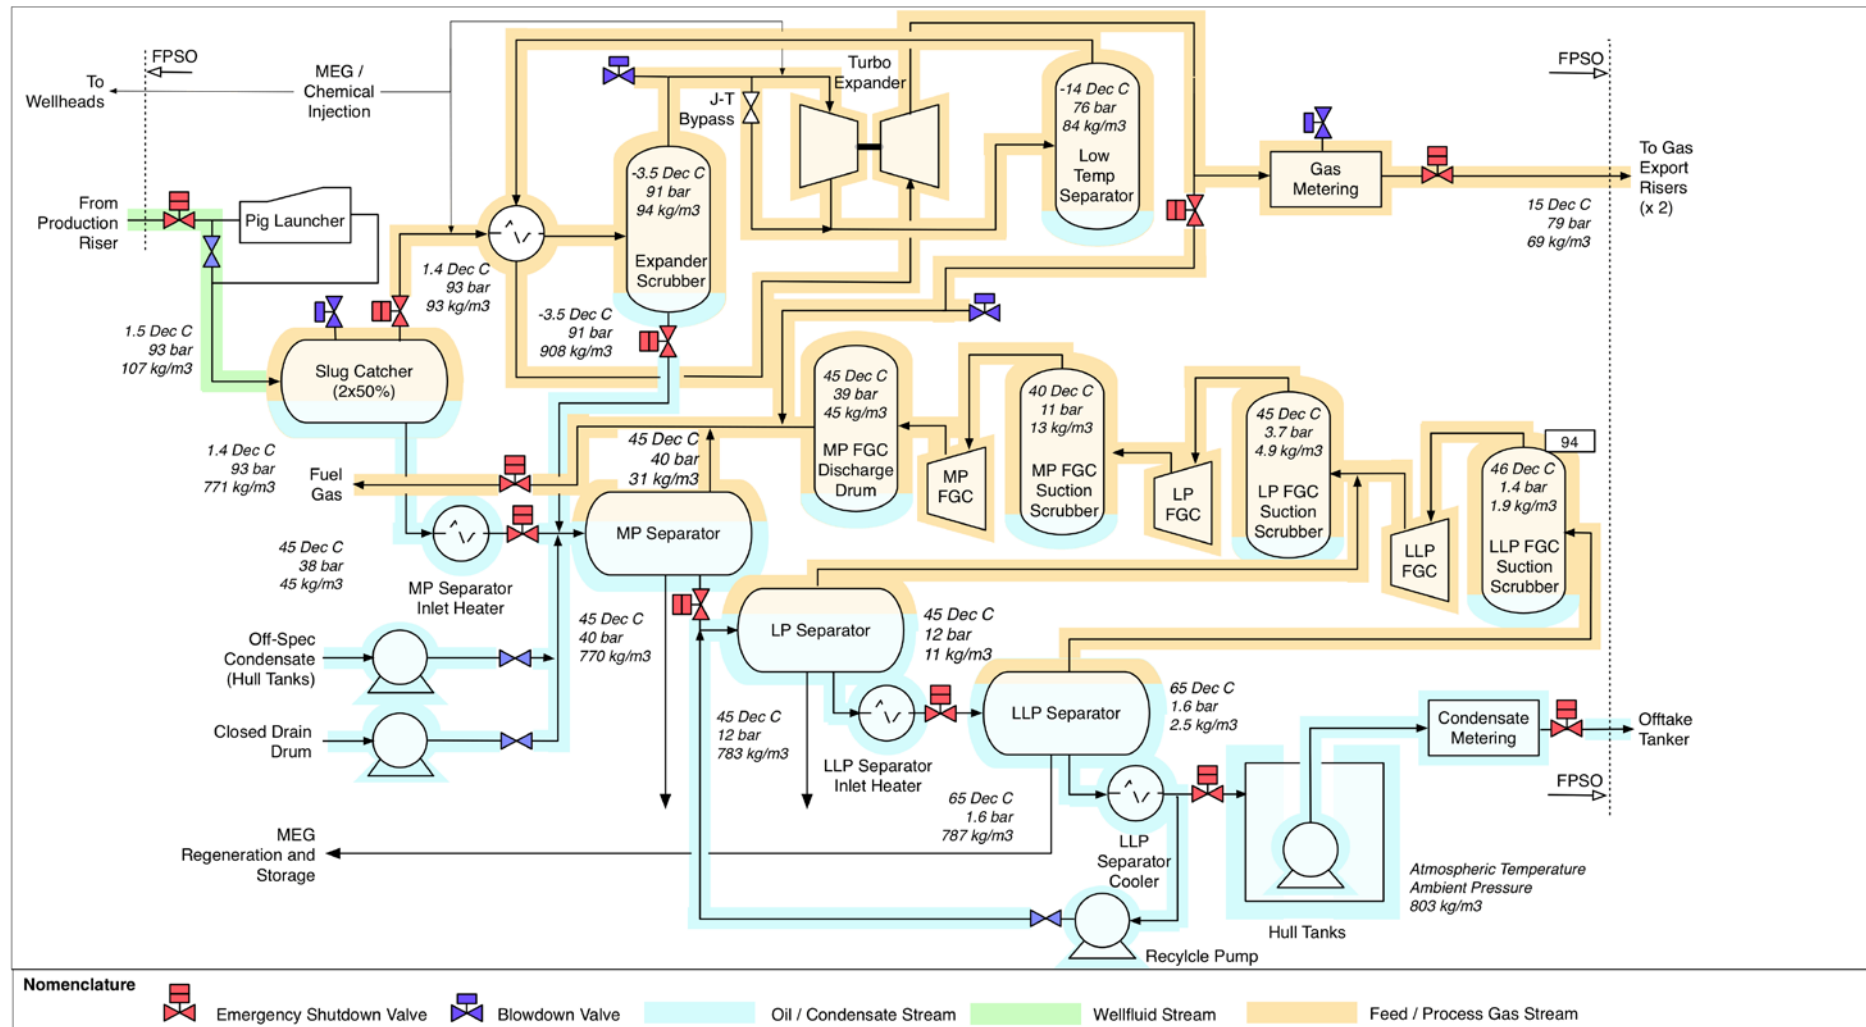 FPSO
To
Wellheads
MEG /
Chemical
Injection
J-T
Bypass
Turbo
Expander
-14 Dec C
76 bar
84 kg/m3
Low
Temp
Separator
FPSO
Gas
Metering
To Gas
Export
Risers
(x 2)
15 Dec C
79 bar
69 kg/m3
From
Production
Riser
Pig Launcher
-3.5 Dec C
91 bar
94 kg/m3
Expander
Scrubber
1.4 Dec C
93 bar
93 kg/m3
-3.5 Dec C
91 bar
908 kg/m3
1.5 Dec C
93 bar
107 kg/m3
Slug Catcher
(2x50%)
1.4 Dec C
93 bar
771 kg/m3
Fuel
Gas
45 Dec C
40 bar
31 kg/m3
45 Dec C
39 bar
45 kg/m3
MP FGC
Discharge
Drum
MP
FGC
40 Dec C
11 bar
13 kg/m3
MP FGC
Suction
Scrubber
LP
FGC
45 Dec C
3.7 bar
4.9 kg/m3
LP FGC
Suction
Scrubber
LLP
FGC
94
46 Dec C
1.4 bar
1.9 kg/m3
LLP FGC
Suction
Scrubber
45 Dec C
38 bar
45 kg/m3
MP Separator
Inlet Heater
MP Separator
45 Dec C
40 bar
770 kg/m3
LP Separator
45 Dec C
12 bar
11 kg/m3
Off-Spec
Condensate
(Hull Tanks)
Closed Drain
Drum
45 Dec C
12 bar
783 kg/m3
LLP Separator
Inlet Heater
LLP Separator
65 Dec C
1.6 bar
2.5 kg/m3
65 Dec C
1.6 bar
787 kg/m3
LLP
Separator
Cooler
Condensate
Metering
Offtake
Tanker
FPSO
MEG
Regeneration and
Storage
Recylcle Pump
Hull Tanks
Atmospheric Temperature
Ambient Pressure
803 kg/m3
Nomenclature
Emergency Shutdown Valve
Blowdown Valve
Oil / Condensate Stream
Wellfluid Stream
Feed / Process Gas Stream